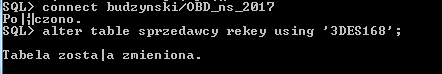 SQL> connect budzynski/OBD_ns_2017
Po|╣czono.
SQL> alter table sprzedawcy rekey using '3DES168';
Tabela zosta|a zmieniona.